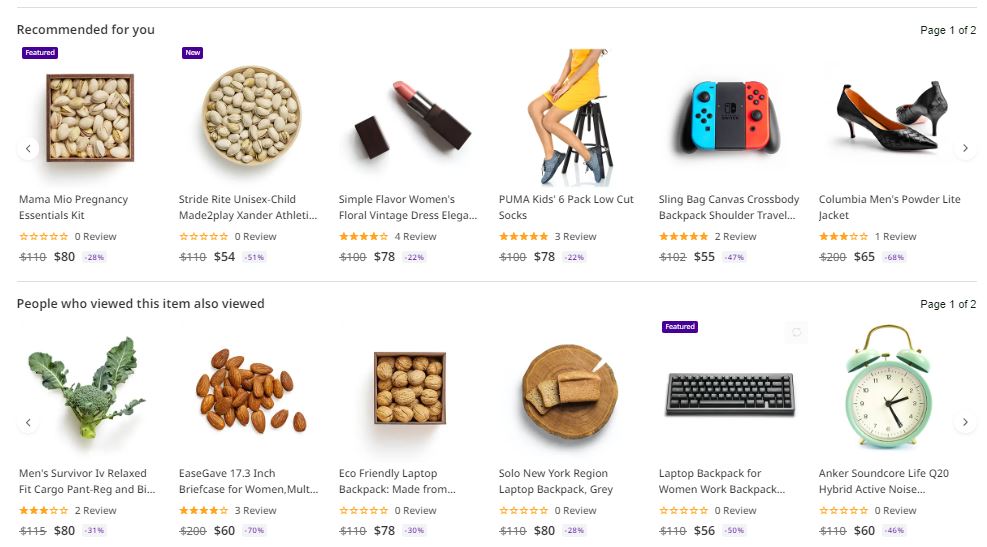 Recommended for you
Page 1 of 2
Featured
New
Mama Mio Pregnancy
Essentials Kit
0 Review
$110 $80 -28%
Stride Rite Unisex-Child
Made2play Xander Athleti...
0 Review
$110 $54 -51%
Simple Flavor Women's
Floral Vintage Dress Elega...
4 Review
$100 $78 -22%
PUMA Kids' 6 Pack Low Cut
Socks
3 Review
$100 $78 -22%
Sling Bag Canvas Crossbody
Backpack Shoulder Travel...
2 Review
$102 $55 -47%
Columbia Men's Powder Lite
Jacket
1 Review
$200 $65 -68%
People who viewed this item also viewed
Page 1 of 2
Featured
Men's Survivor Iv Relaxed
Fit Cargo Pant-Reg and Bi...
2 Review
$115 $80 -31%
EaseGave 17.3 Inch
Briefcase for Women,Mult...
3 Review
$200 $60 -70%
Eco Friendly Laptop
Backpack: Made from...
0 Review
$110 $78 -30%
Solo New York Region
Laptop Backpack, Grey
0 Review
$110 $80 -28%
Laptop Backpack for
Women Work Backpack...
0 Review
$110 $56 -50%
Anker Soundcore Life Q20
Hybrid Active Noise...
0 Review
$110 $60 -46%